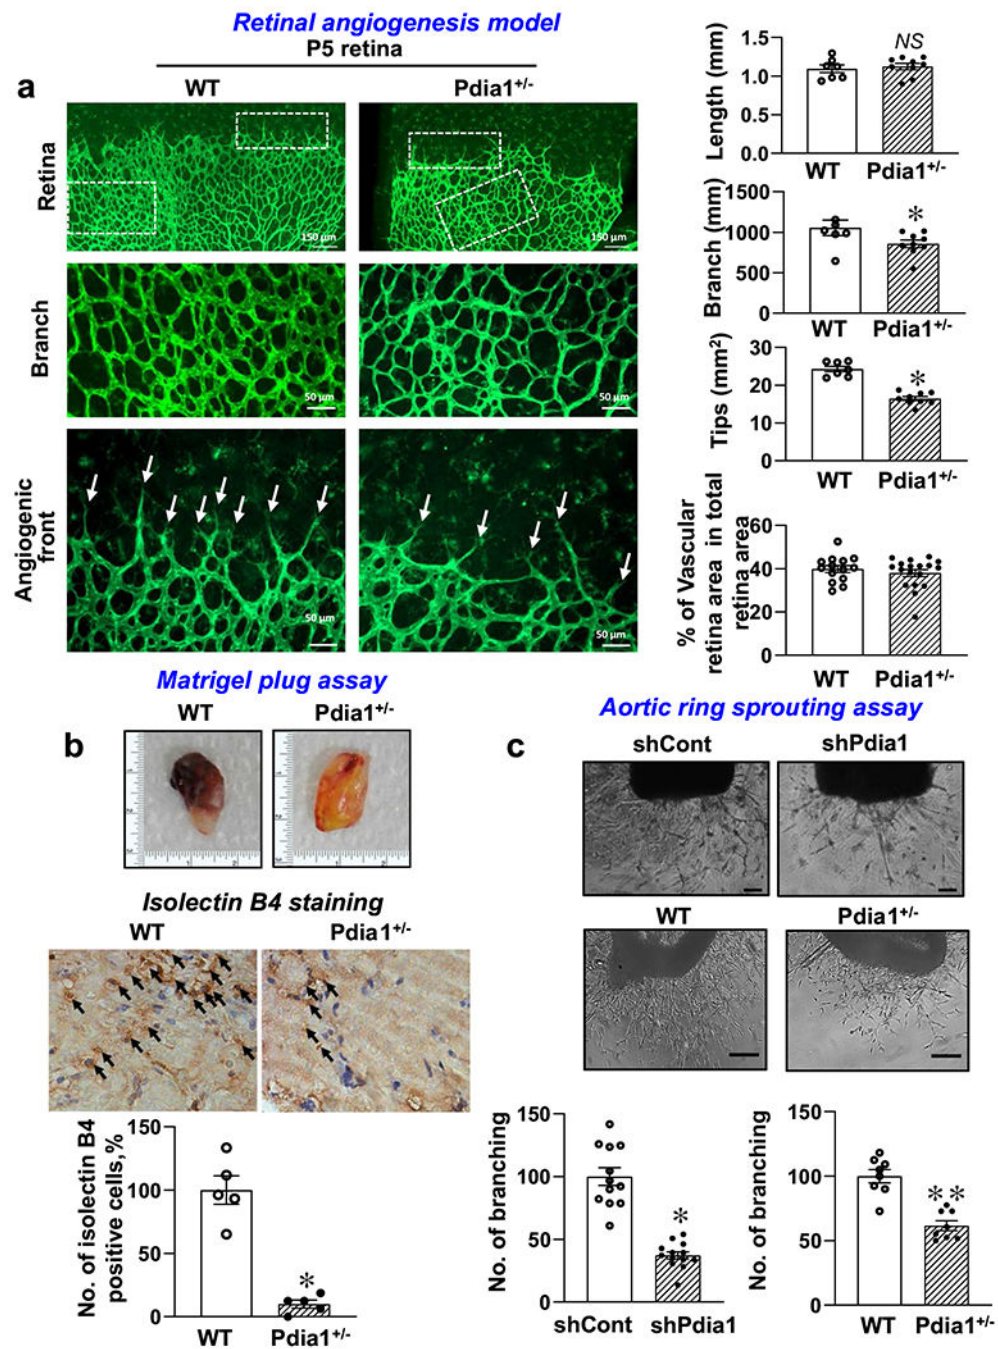 Retinal angiogenesis model
P5 retina
a
WT
Pdia1+/-
Retina
150 µm
150 µm
Branch
50 µm
50 µm
Angiogenic
front
50 µm
50 µm
Length (mm)
1.5
1.0
0.5
0.0
NS
WT
Pdia1+/-
Branch (mm)
1500
1000
500
0
*
WT
Pdia1+/-
Tips (mm²)
30
20
10
0
*
WT
Pdia1+/-
% of Vascular
retina area in total
retina area
60
40
20
0
WT
Pdia1+/-
Matrigel plug assay
b
WT
Pdia1+/-
Isolectin B4 staining
WT
Pdia1+/-
No. of isolectin B4
positive cells,%
150
100
50
0
*
WT
Pdia1+/-
Aortic ring sprouting assay
c
shCont
shPdia1
WT
Pdia1+/-
No. of branching
150
100
50
0
*
shCont
shPdia1
No. of branching
150
100
50
0
**
WT
Pdia1+/-